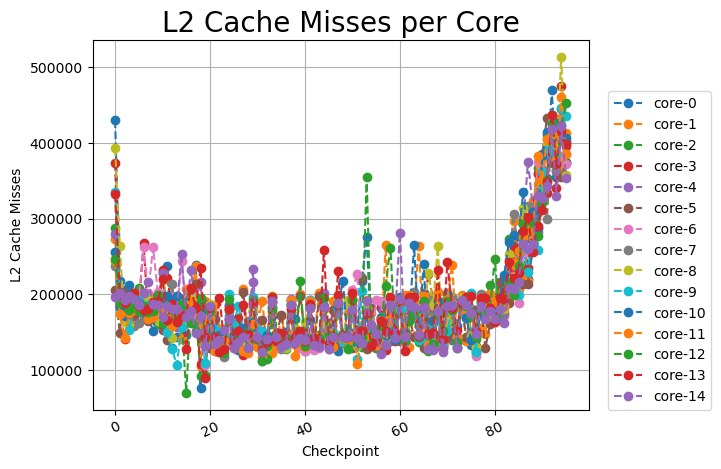 L2 Cache Misses per Core
L2 Cache Misses
500000
400000
300000
200000
100000
0
20
40
60
80
Checkpoint
core-0
core-1
core-2
core-3
core-4
core-5
core-6
core-7
core-8
core-9
core-10
core-11
core-12
core-13
core-14